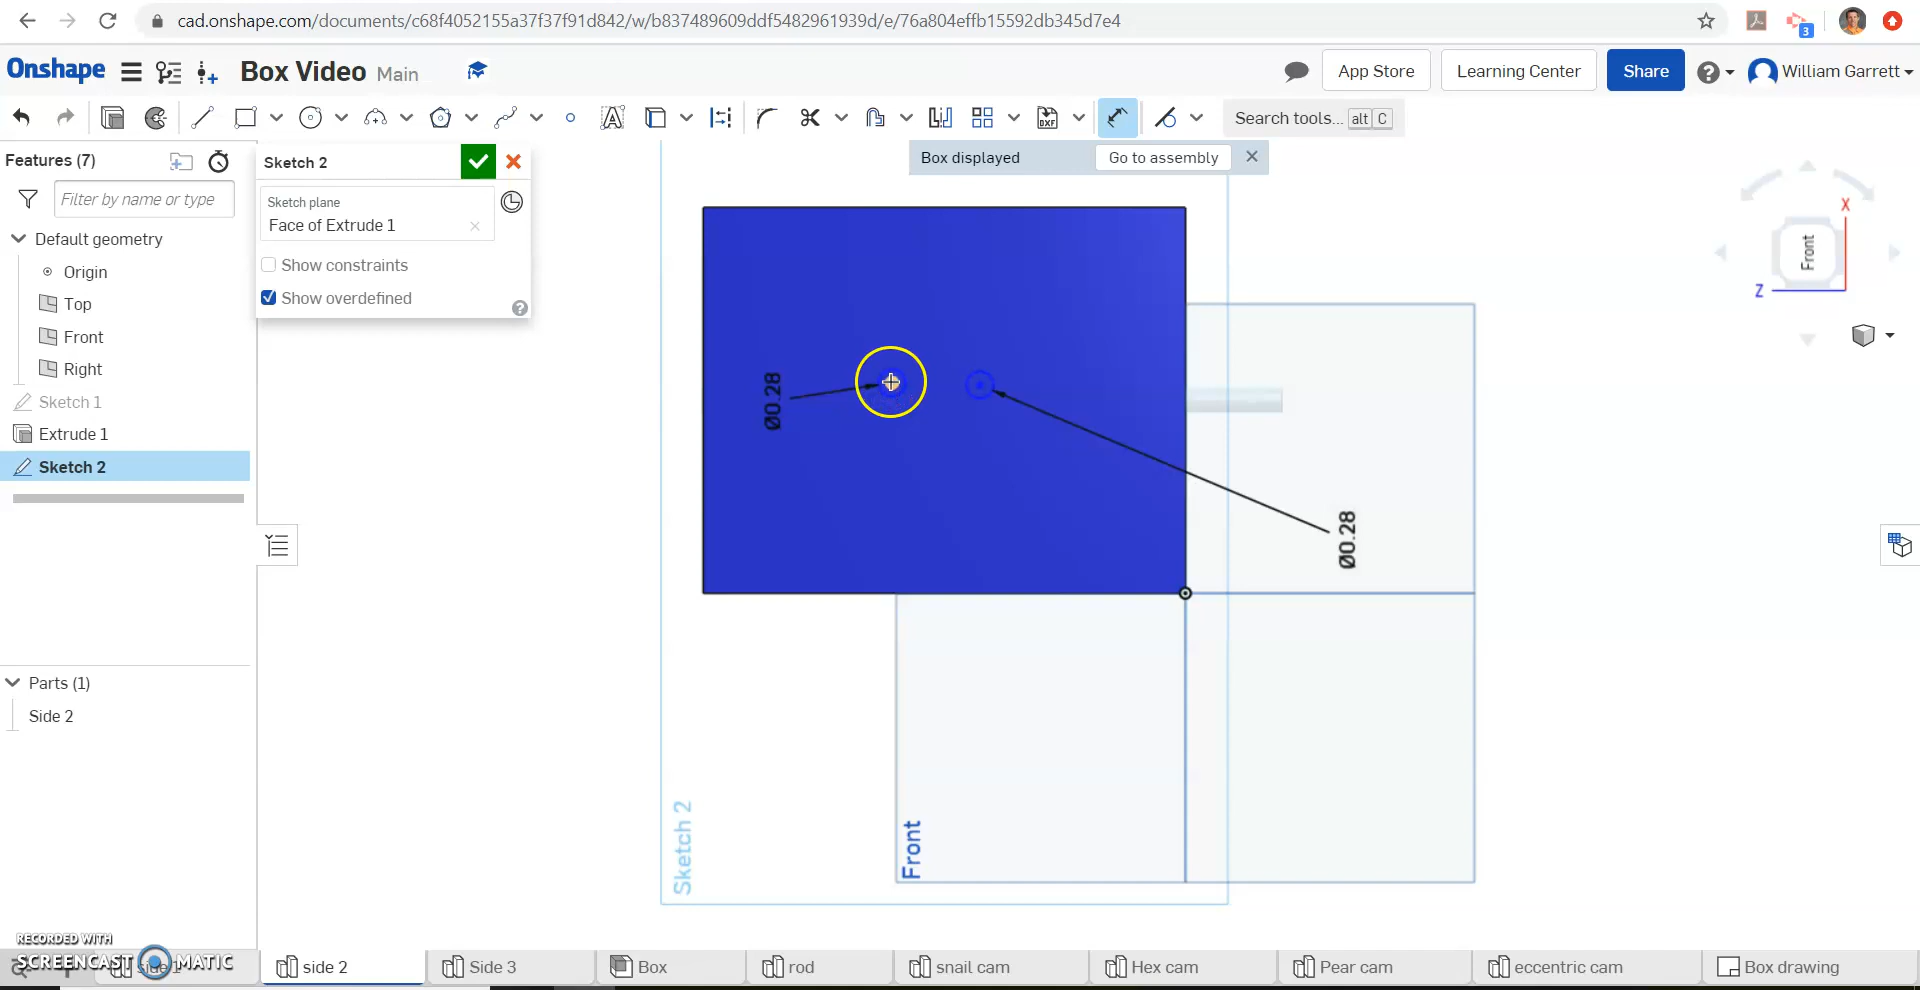 cad.onshape.com/documents/c68f4052155a37f37f91d842/w/b837489609ddf5482961939d/e/76a804effb15592db345d7e4
3
Onshape
Box Video Main
App Store
Learning Center
Share
William Garrett
DXF
Search tools... alt C
Features (7)
Filter by name or type
Default geometry
Origin
Top
Front
Right
Sketch 1
Extrude 1
Sketch 2
Parts (1)
Side 2
Sketch 2
Sketch plane
Face of Extrude 1
Show constraints
Show overdefined
Box displayed
Go to assembly
Ø0.28
Ø0.28
Sketch 2
Front
X
Front
Z
RECORDED WITH
SCREENCAST MATIC
side 2
Side 3
Box
rod
snail cam
Hex cam
Pear cam
eccentric cam
Box drawing